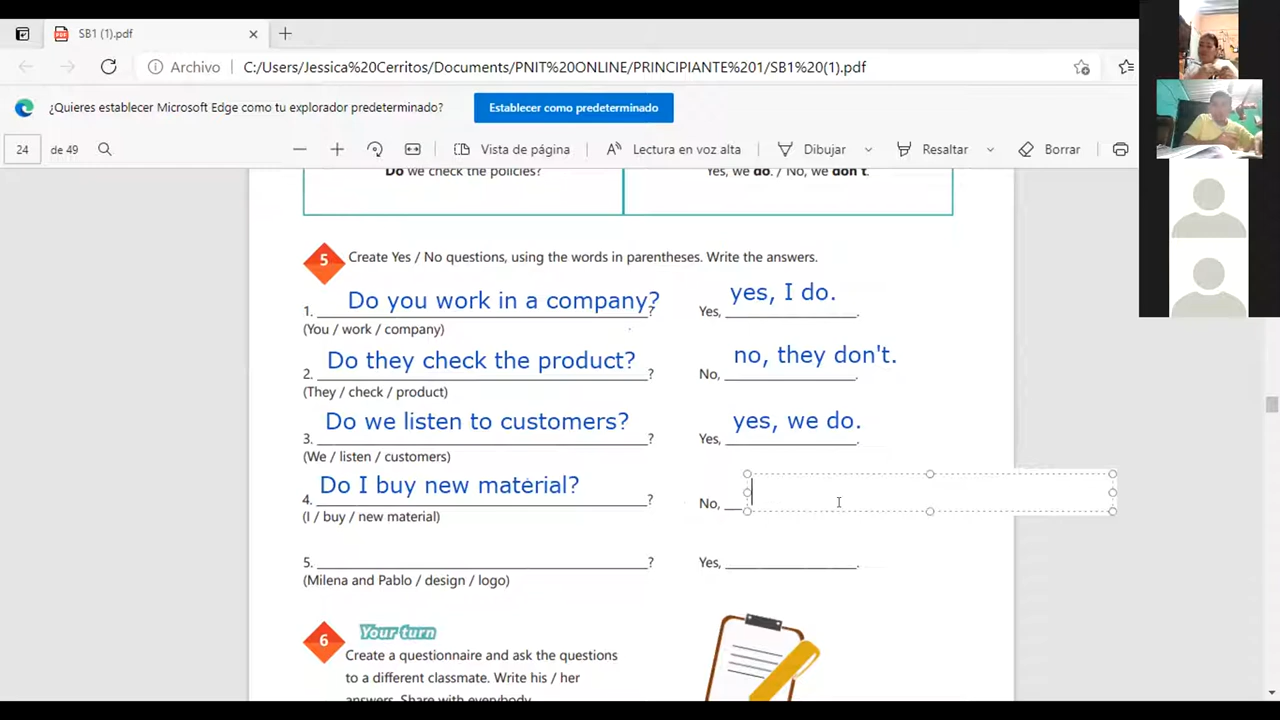 SB1 (1).pdf
Archivo C:/Users/Jessica%20Cerritos/Documents/PNIT%20ONLINE/PRINCIPIANTE%201/SB1%20(1).pdf
¿Quieres establecer Microsoft Edge como tu explorador predeterminado? Establecer como predeterminado
24 de 49 Vista de página Lectura en voz alta Dibujar Resaltar Borrar
Do we check the policies? Yes, we do. / No, we don't.
5 Create Yes / No questions, using the words in parentheses. Write the answers.
1. Do you work in a company? ? Yes, yes, I do. .
(You / work / company)
2. Do they check the product? ? No, no, they don't. .
(They / check / product)
3. Do we listen to customers? ? Yes, yes, we do. .
(We / listen / customers)
4. Do I buy new material? ? No, __
(I / buy / new material)
5. ______________________________? Yes, ____________.
(Milena and Pablo / design / logo)
6 Your turn
Create a questionnaire and ask the questions
to a different classmate. Write his / her
answers. Share with everybody.